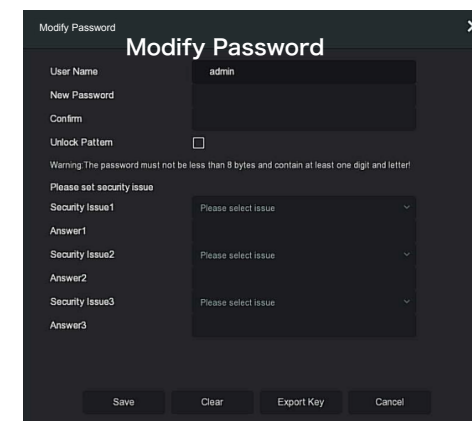 Modify Password
Modify Password
User Name admin
New Password
Confirm
Unlock Pattern
Warning:The password must not be less than 8 bytes and contain at least one digit and letter!
Please set security issue
Security Issue1 Please select issue
Answer1
Security Issue2 Please select issue
Answer2
Security Issue3 Please select issue
Answer3
Save Clear Export Key Cancel